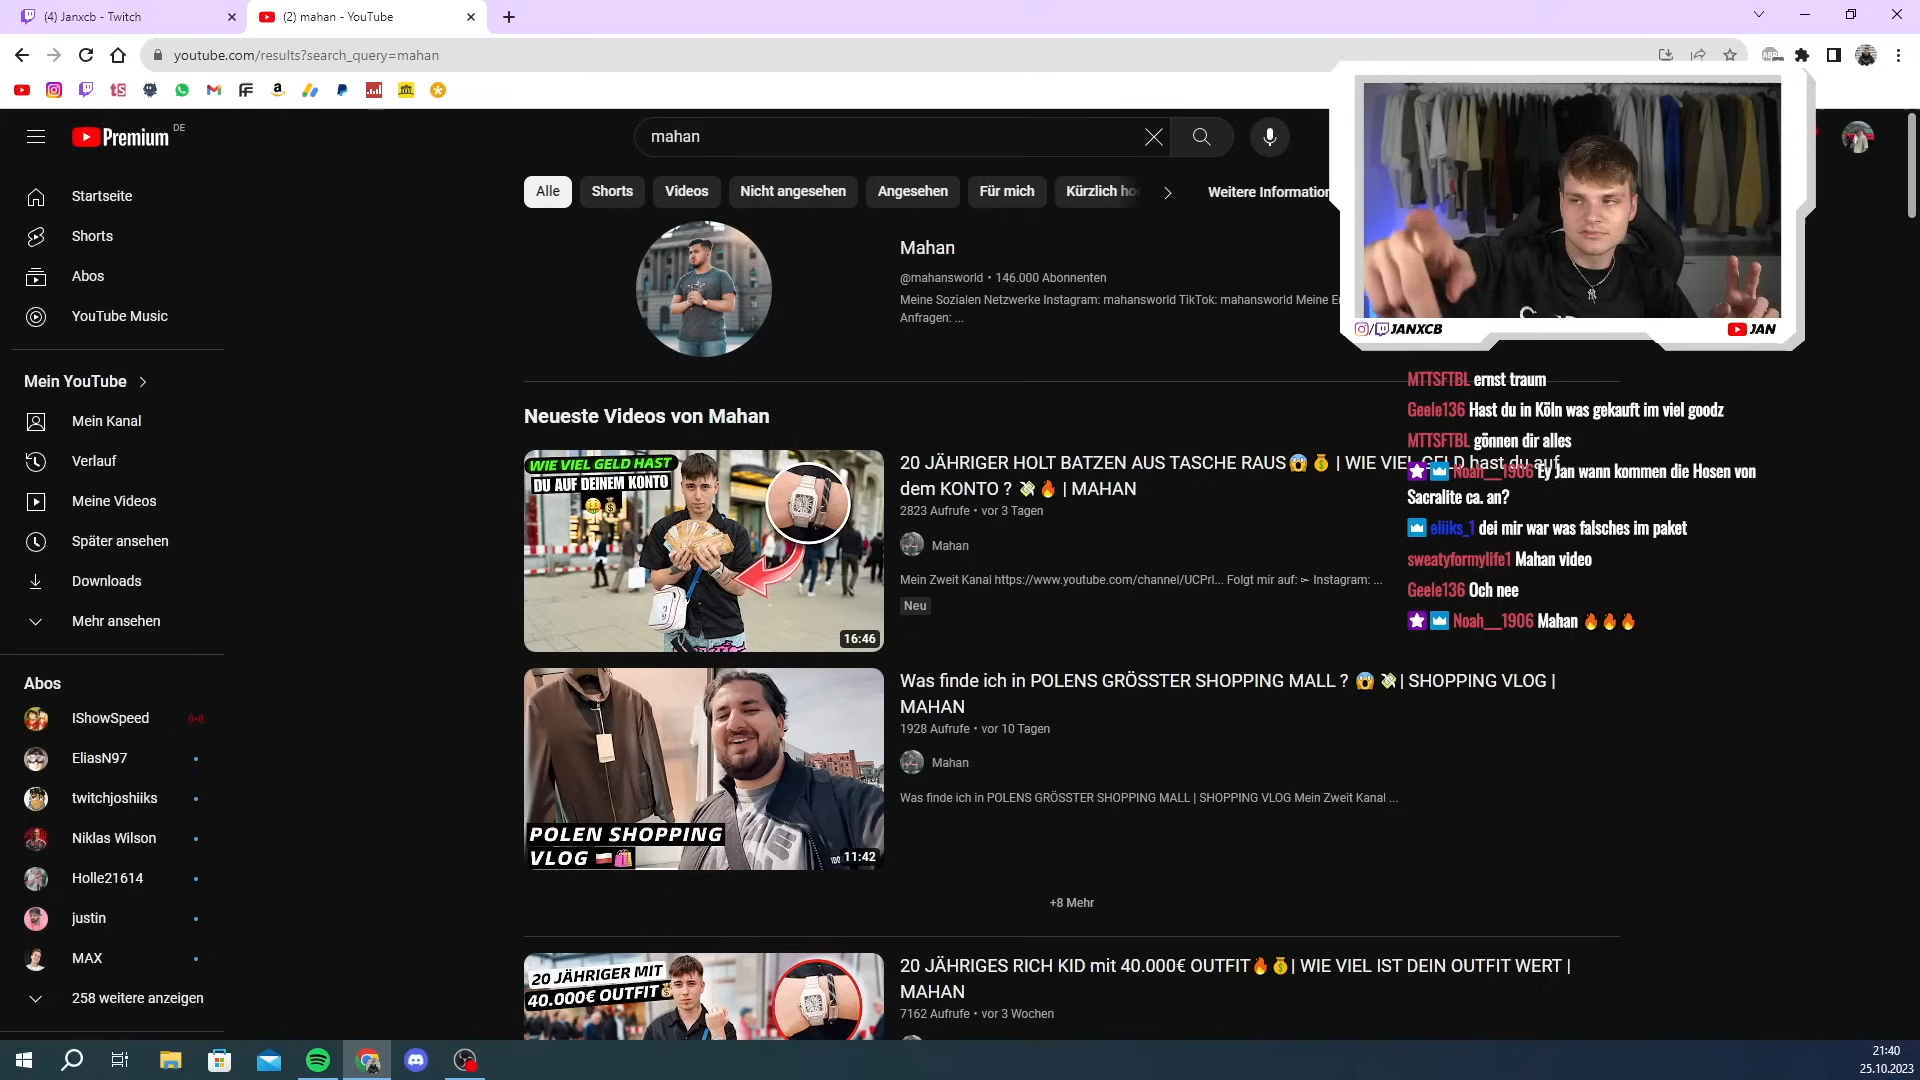 (4) Janxcb - Twitch
(2) mahan - YouTube
youtube.com/results?search_query=mahan
Premium DE
mahan
Alle
Shorts
Videos
Nicht angesehen
Angesehen
Für mich
Kürzlich ho
Weitere Information
Startseite
Shorts
Abos
YouTube Music
Mein YouTube
Mein Kanal
Verlauf
Meine Videos
Später ansehen
Downloads
Mehr ansehen
Abos
IShowSpeed
EliasN97
twitchjoshiiks
Niklas Wilson
Holle21614
justin
MAX
258 weitere anzeigen
Mahan
@mahansworld • 146.000 Abonnenten
Meine Sozialen Netzwerke Instagram: mahansworld TikTok: mahansworld Meine E
Anfragen: ...
Neueste Videos von Mahan
WIE VIEL GELD HAST
DU AUF DEINEM KONTO
16:46
20 JÄHRIGER HOLT BATZEN AUS TASCHE RAUS😱💰 | WIE VIEL GELD hast du auf
dem KONTO ? 💸🔥 | MAHAN
2823 Aufrufe • vor 3 Tagen
Mahan
Mein Zweit Kanal https://www.youtube.com/channel/UCPrl... Folgt mir auf: ➳ Instagram: ...
Neu
POLEN SHOPPING
VLOG 🇵🇱🛍️
11:42
Was finde ich in POLENS GRÖSSTER SHOPPING MALL ? 😱 💸| SHOPPING VLOG |
MAHAN
1928 Aufrufe • vor 10 Tagen
Mahan
Was finde ich in POLENS GRÖSSTER MALL | SHOPPING VLOG Mein Zweit Kanal ...
+8 Mehr
20 JÄHRIGER MIT
40.000€ OUTFIT💰
20 JÄHRIGES RICH KID mit 40.000€ OUTFIT🔥💰| WIE VIEL IST DEIN OUTFIT WERT |
MAHAN
7162 Aufrufe • vor 3 Wochen
JANXCB
JAN
MTTSFTBL ernst traum
Geele136 Hast du in Köln was gekauft im viel goodz
MTTSFTBL gönnen dir alles
Noah__1906 Ey Jan wann kommen die Hosen von
Sacralite ca. an?
eliiks_1 dei mir war was falsches im paket
sweatyformylife1 Mahan video
Geele136 Och nee
Noah__1906 Mahan 🔥🔥🔥
21:40
25.10.2023